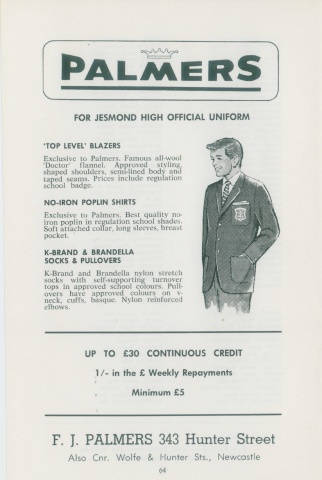 PALMERS
FOR JESMOND HIGH OFFICIAL UNIFORM
'TOP LEVEL' BLAZERS
Exclusive to Palmers. Famous all-wool
'Doctor' flannel. Approved styling,
shaped shoulders, semi-lined body and
taped seams. Prices include regulation
school badge.
NO-IRON POPLIN SHIRTS
Exclusive to Palmers. Best quality no-
iron poplin in regulation school shades.
Soft attached collar, long sleeves, breast
pocket.
K-BRAND & BRANDELLA
SOCKS & PULLOVERS
K-Brand and Brandella nylon stretch
socks with self-supporting turnover
tops in approved school colours. Pull-
overs have approved colours on v-
neck, cuffs, basque. Nylon reinforced
elbows.
UP TO £30 CONTINUOUS CREDIT
1/- in the £ Weekly Repayments
Minimum £5
F. J. PALMERS 343 Hunter Street
Also Cnr. Wolfe & Hunter Sts., Newcastle
64